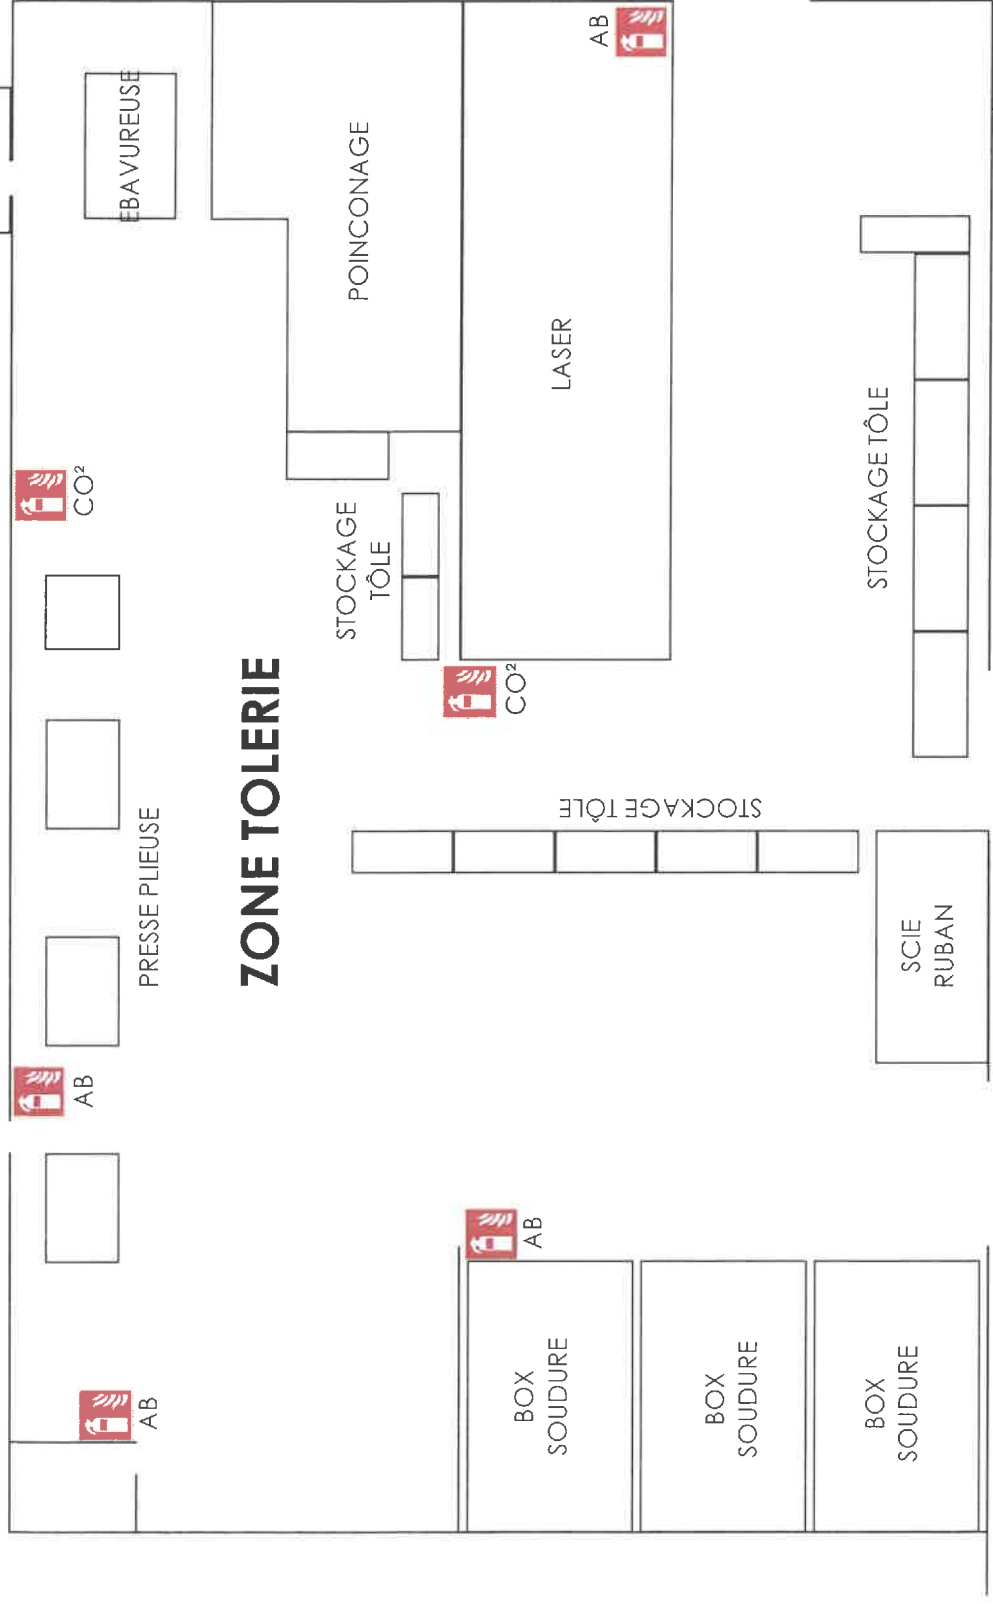 ZONE TOLERIE
AB
PRESSE PLIEUSE
AB
CO²
EBAVUREUSE
STOCKAGE
TÔLE
POINCONAGE
BOX
SOUDURE
AB
STOCKAGE TÔLE
CO²
LASER
AB
BOX
SOUDURE
BOX
SOUDURE
SCIE
RUBAN
STOCKAGE TÔLE